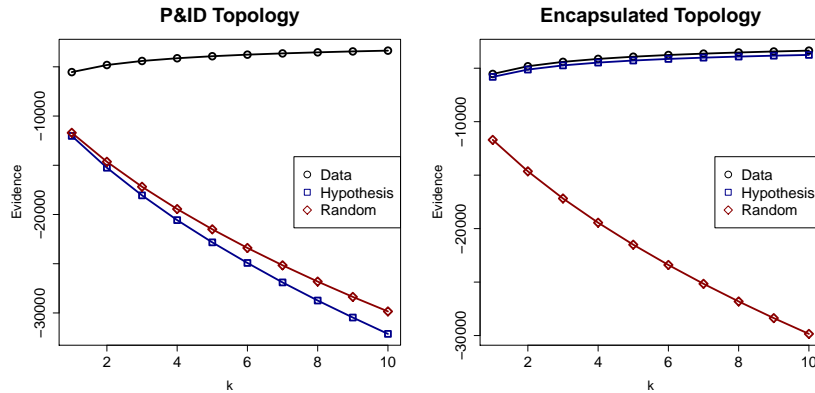 P&ID Topology
Evidence
−10000
−20000
−30000
2
4
6
8
10
k
Data
Hypothesis
Random
Encapsulated Topology
Evidence
−10000
−20000
−30000
2
4
6
8
10
k
Data
Hypothesis
Random